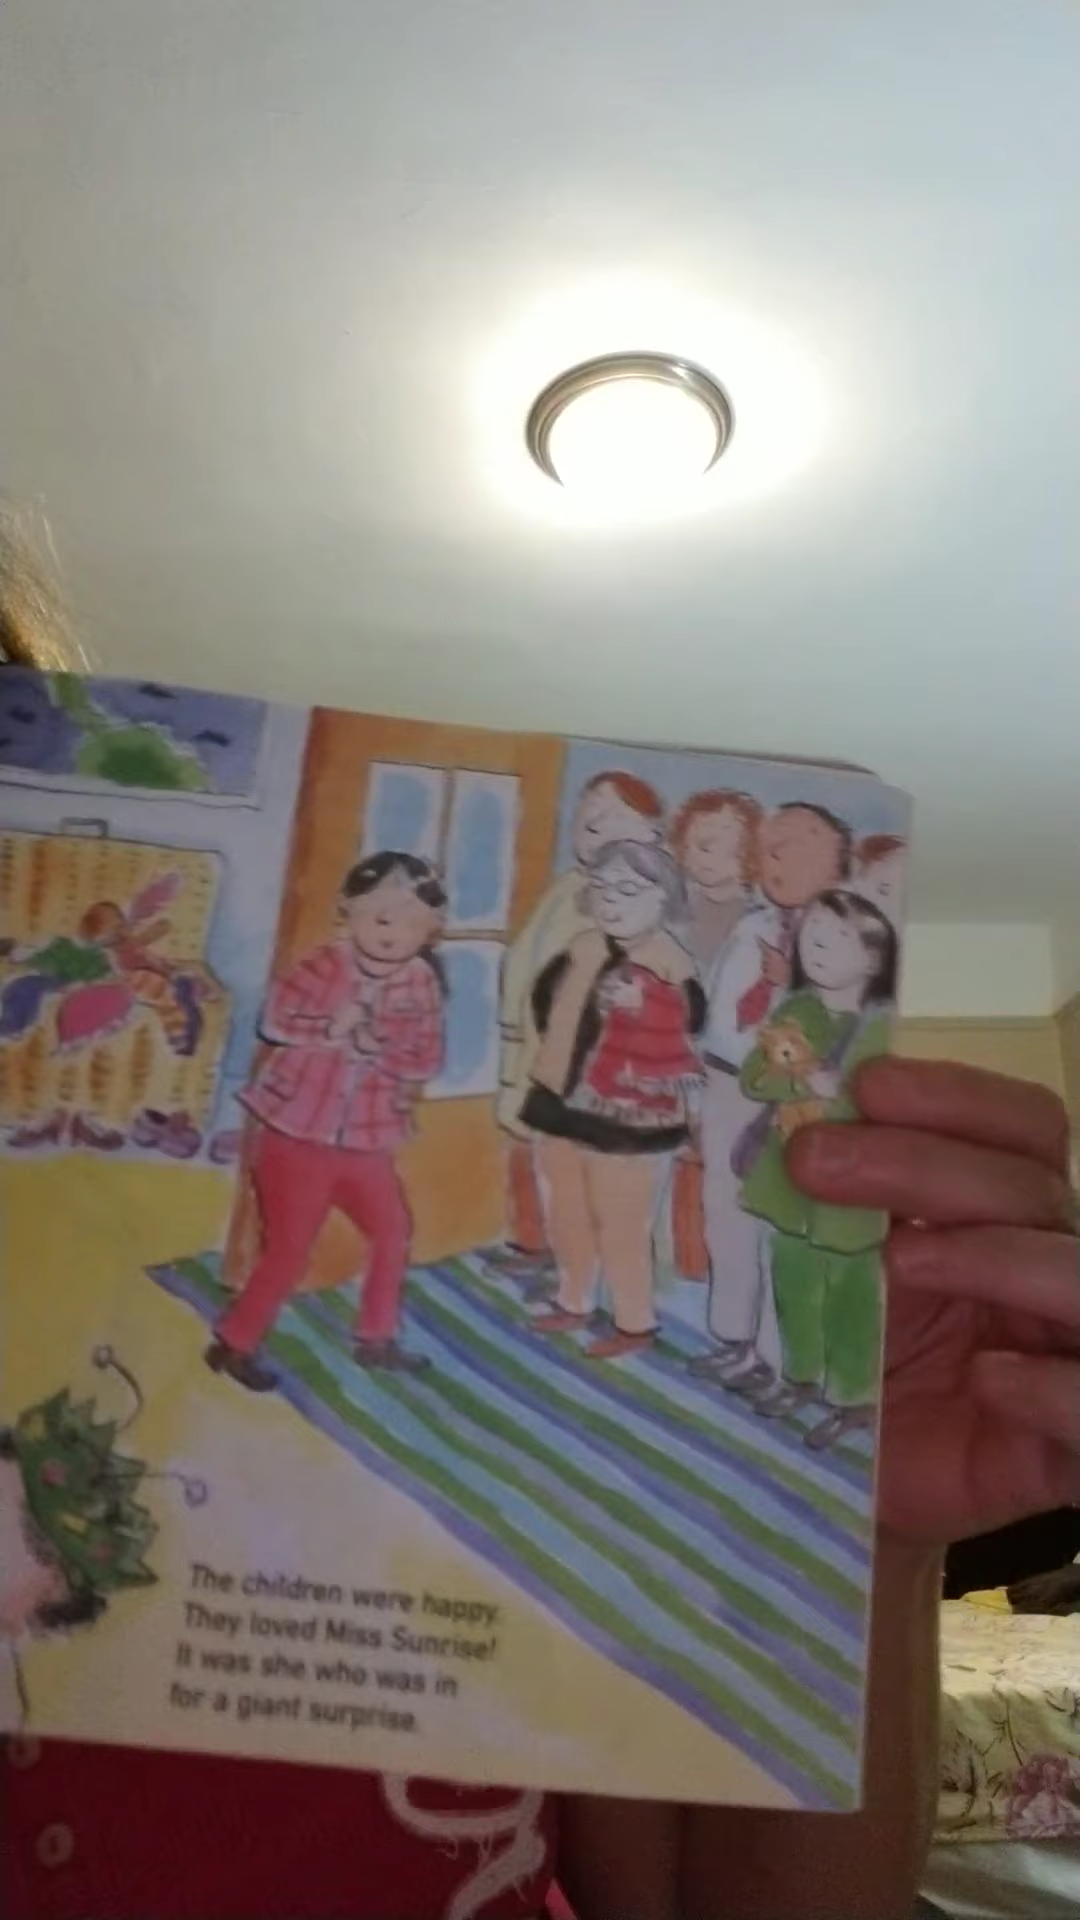 The children were happy.
They loved Miss Sunrise!
It was she who was in
for a giant surprise.